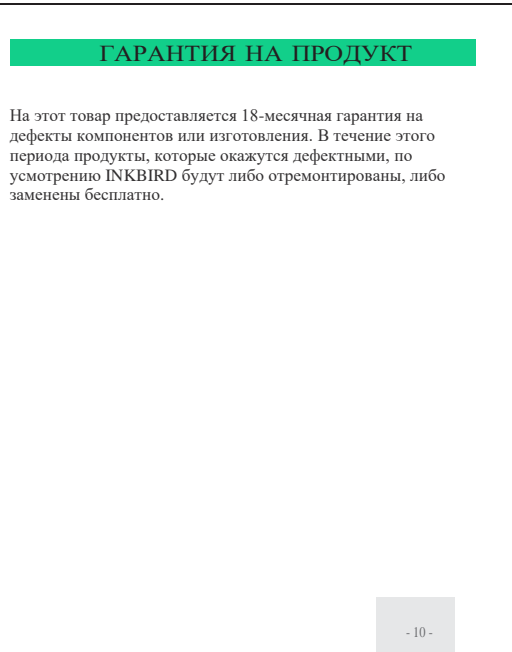 ГАРАНТИЯ НА ПРОДУКТ
На этот товар предоставляется 18-месячная гарантия на
дефекты компонентов или изготовления. В течение этого
периода продукты, которые окажутся дефектными, по
усмотрению INKBIRD будут либо отремонтированы, либо
заменены бесплатно.
- 10 -